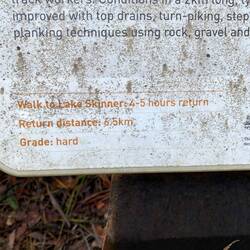 track workers. Conditions in a 2km long, ty
improved with top drains, turn-piking, step
planking techniques using rock, gravel and
Walk to Lake Skinner: 4-5 hours return
Return distance: 6.5km
Grade: hard